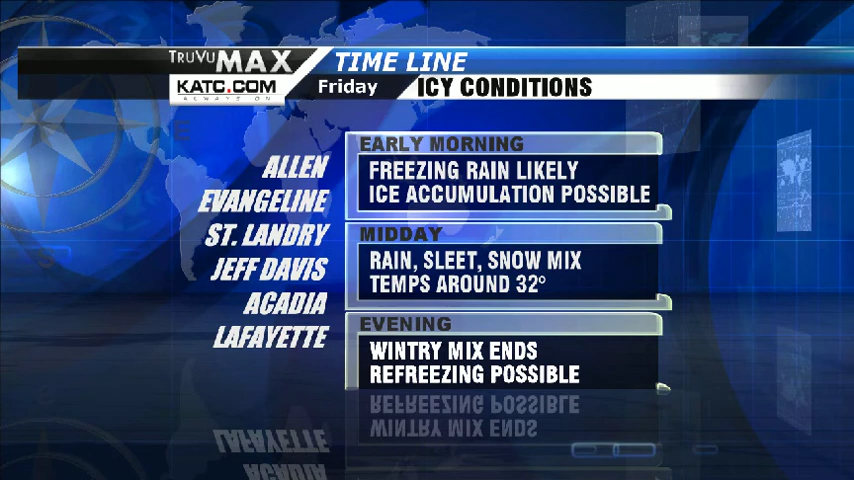 TRUVU MAX
TIME LINE
KATC.COM
ALWAYS ON
Friday
ICY CONDITIONS
ALLEN
EVANGELINE
ST. LANDRY
JEFF DAVIS
ACADIA
LAFAYETTE
EARLY MORNING
FREEZING RAIN LIKELY
ICE ACCUMULATION POSSIBLE
MIDDAY
RAIN, SLEET, SNOW MIX
TEMPS AROUND 32°
EVENING
WINTRY MIX ENDS
REFREEZING POSSIBLE